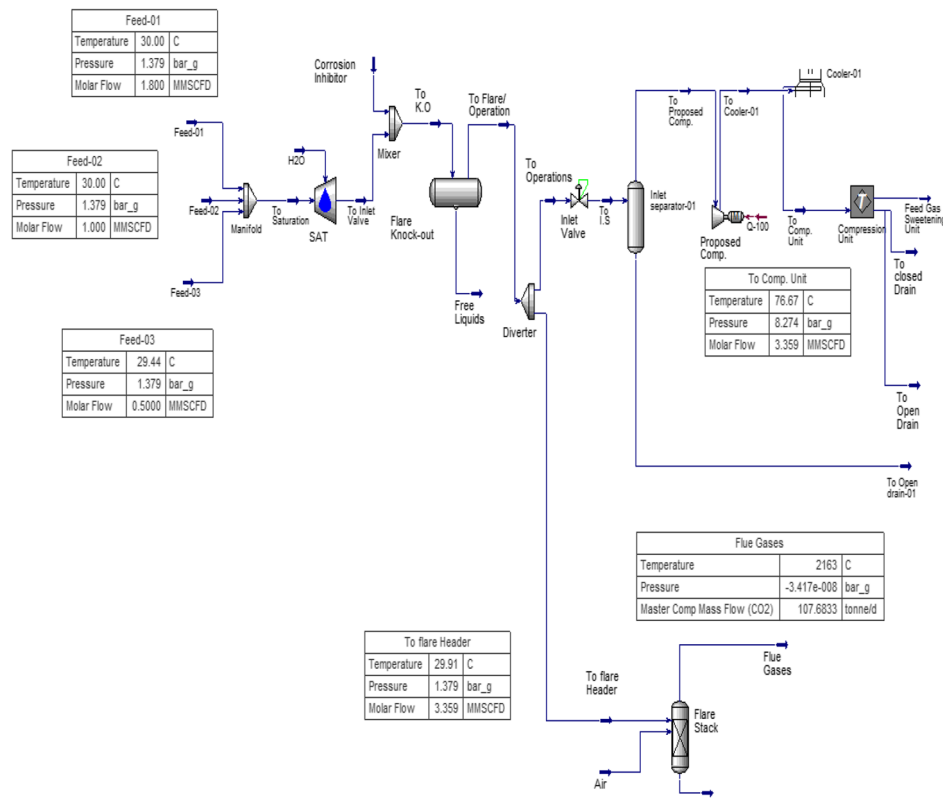 Feed-01
Temperature 30.00 C
Pressure 1.379 bar_g
Molar Flow 1.800 MMSCFD
Feed-02
Temperature 30.00 C
Pressure 1.379 bar_g
Molar Flow 1.000 MMSCFD
Feed-03
Temperature 29.44 C
Pressure 1.379 bar_g
Molar Flow 0.5000 MMSCFD
Feed-01
Feed-02
Feed-03
Manifold
To
Saturation
H2O
SAT
To Inlet
Valve
Corrosion
Inhibitor
Mixer
To
K.O
Flare
Knock-out
To Flare/
Operation
Free
Liquids
Diverter
To
Operations
Inlet
Valve
To
I.S
Inlet
separator-01
To
Proposed
Comp.
Proposed
Comp.
Q-100
To
Cooler-01
Cooler-01
To
Comp.
Unit
Compression
Unit
Feed Gas
Sweetening
Unit
To
closed
Drain
To
Open
Drain
To Open
drain-01
To Comp. Unit
Temperature 76.67 C
Pressure 8.274 bar_g
Molar Flow 3.359 MMSCFD
Flue Gases
Temperature 2163 C
Pressure -3.417e-008 bar_g
Master Comp Mass Flow (CO2) 107.6833 tonne/d
To flare Header
Temperature 29.91 C
Pressure 1.379 bar_g
Molar Flow 3.359 MMSCFD
To flare
Header
Air
Flare
Stack
Flue
Gases